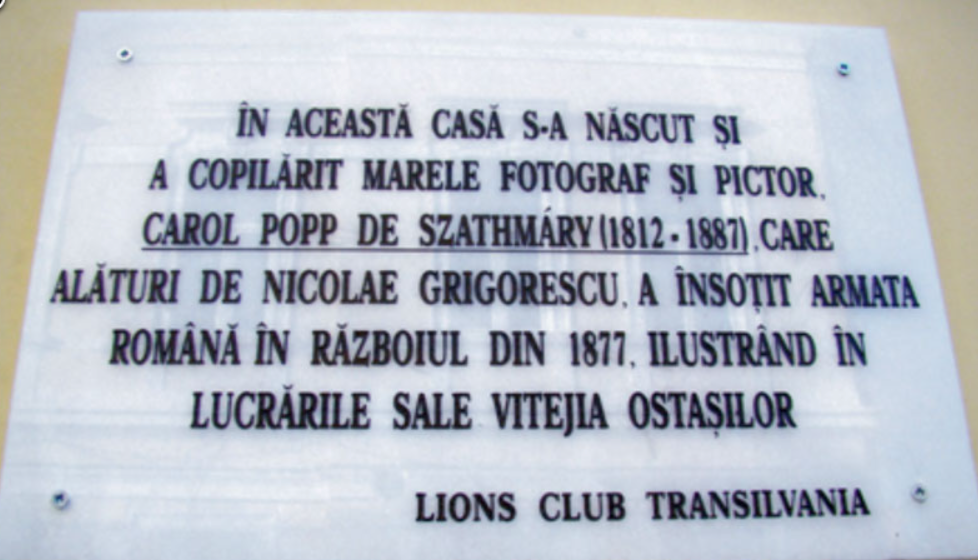 ÎN ACEASTĂ CASĂ S-A NĂSCUT ȘI
A COPILĂRIT MARELE FOTOGRAF ȘI PICTOR,
CAROL POPP DE SZATHMÁRY (1812 - 1887), CARE
ALĂTURI DE NICOLAE GRIGORESCU, A ÎNSOȚIT ARMATA
ROMÂNĂ ÎN RĂZBOIUL DIN 1877, ILUSTRÂND ÎN
LUCRĂRILE SALE VITEJIA OSTAȘILOR
LIONS CLUB TRANSILVANIA